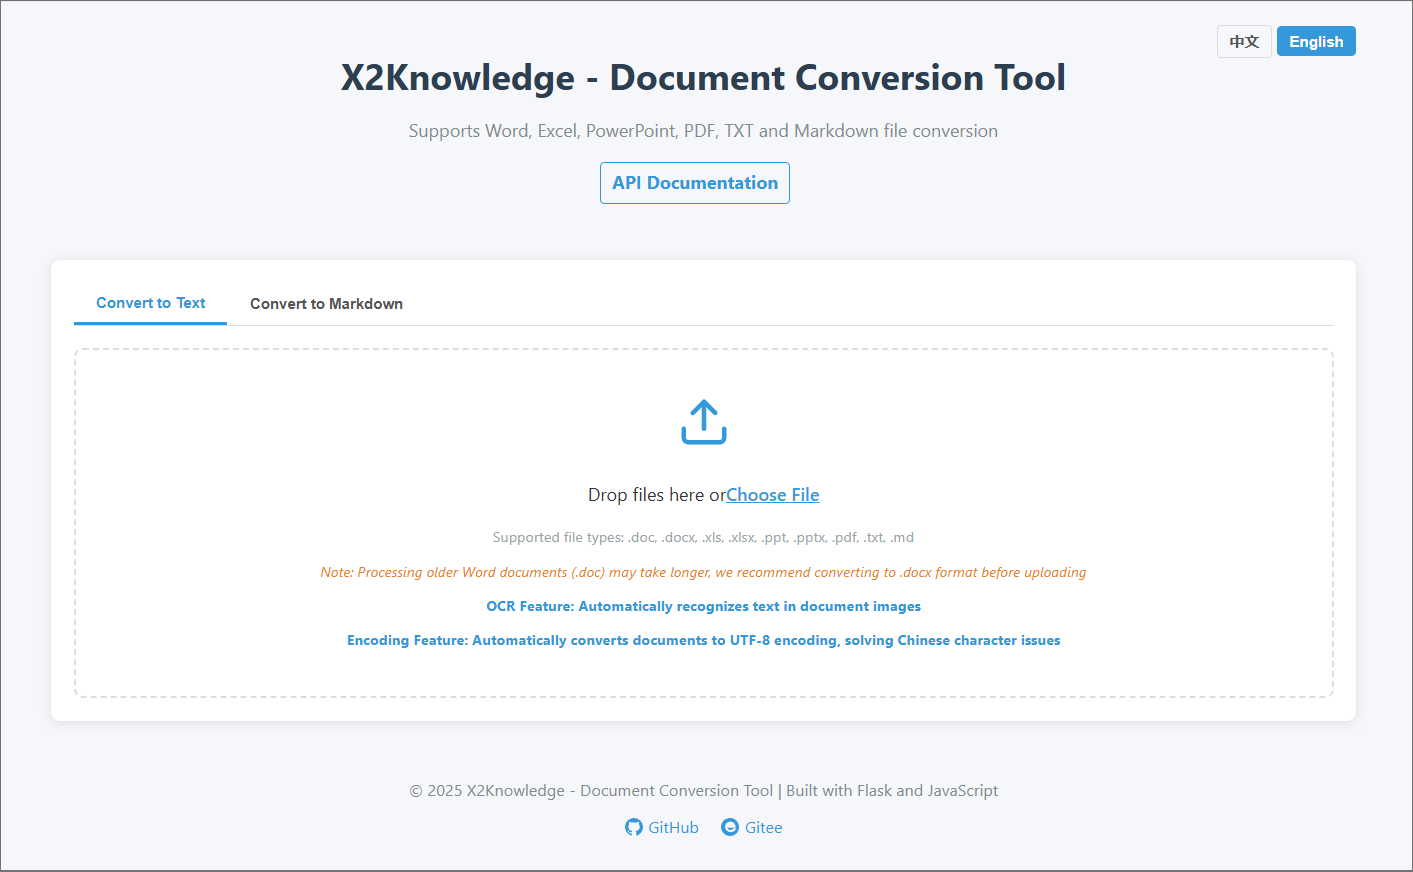 中文 English
X2Knowledge - Document Conversion Tool
Supports Word, Excel, PowerPoint, PDF, TXT and Markdown file conversion
API Documentation
Convert to Text Convert to Markdown
Drop files here orChoose File
Supported file types: .doc, .docx, .xls, .xlsx, .ppt, .pptx, .pdf, .txt, .md
Note: Processing older Word documents (.doc) may take longer, we recommend converting to .docx format before uploading
OCR Feature: Automatically recognizes text in document images
Encoding Feature: Automatically converts documents to UTF-8 encoding, solving Chinese character issues
© 2025 X2Knowledge - Document Conversion Tool | Built with Flask and JavaScript
GitHub Gitee